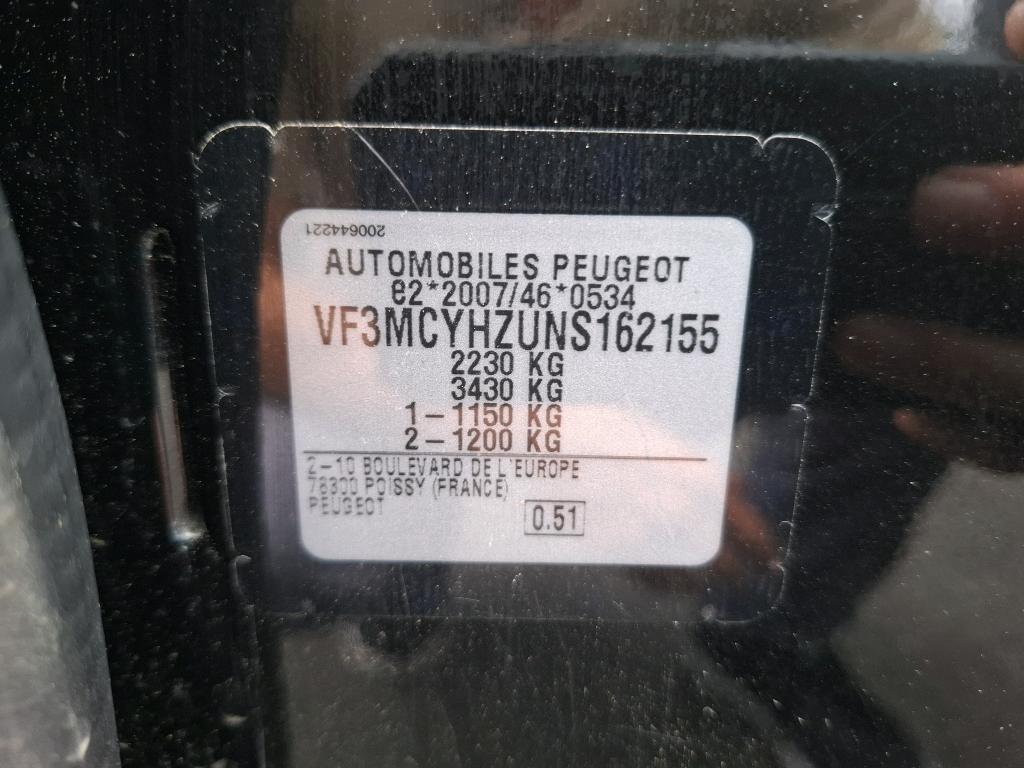 200644221
AUTOMOBILES PEUGEOT
e2*2007/46*0534
VF3MCYHZUNS162155
2230 KG
3430 KG
1-1150 KG
2-1200 KG
2-10 BOULEVARD DE L'EUROPE
78300 POISSY (FRANCE)
PEUGEOT
0.51